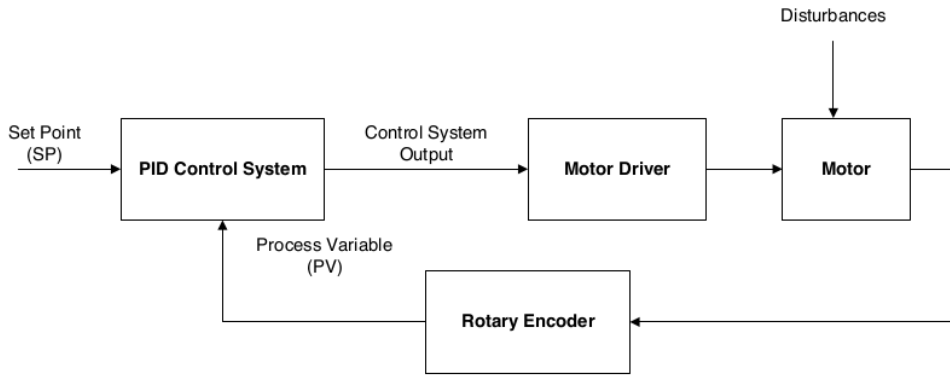 Disturbances
Set Point
(SP)
PID Control System
Control System
Output
Motor Driver
Motor
Process Variable
(PV)
Rotary Encoder